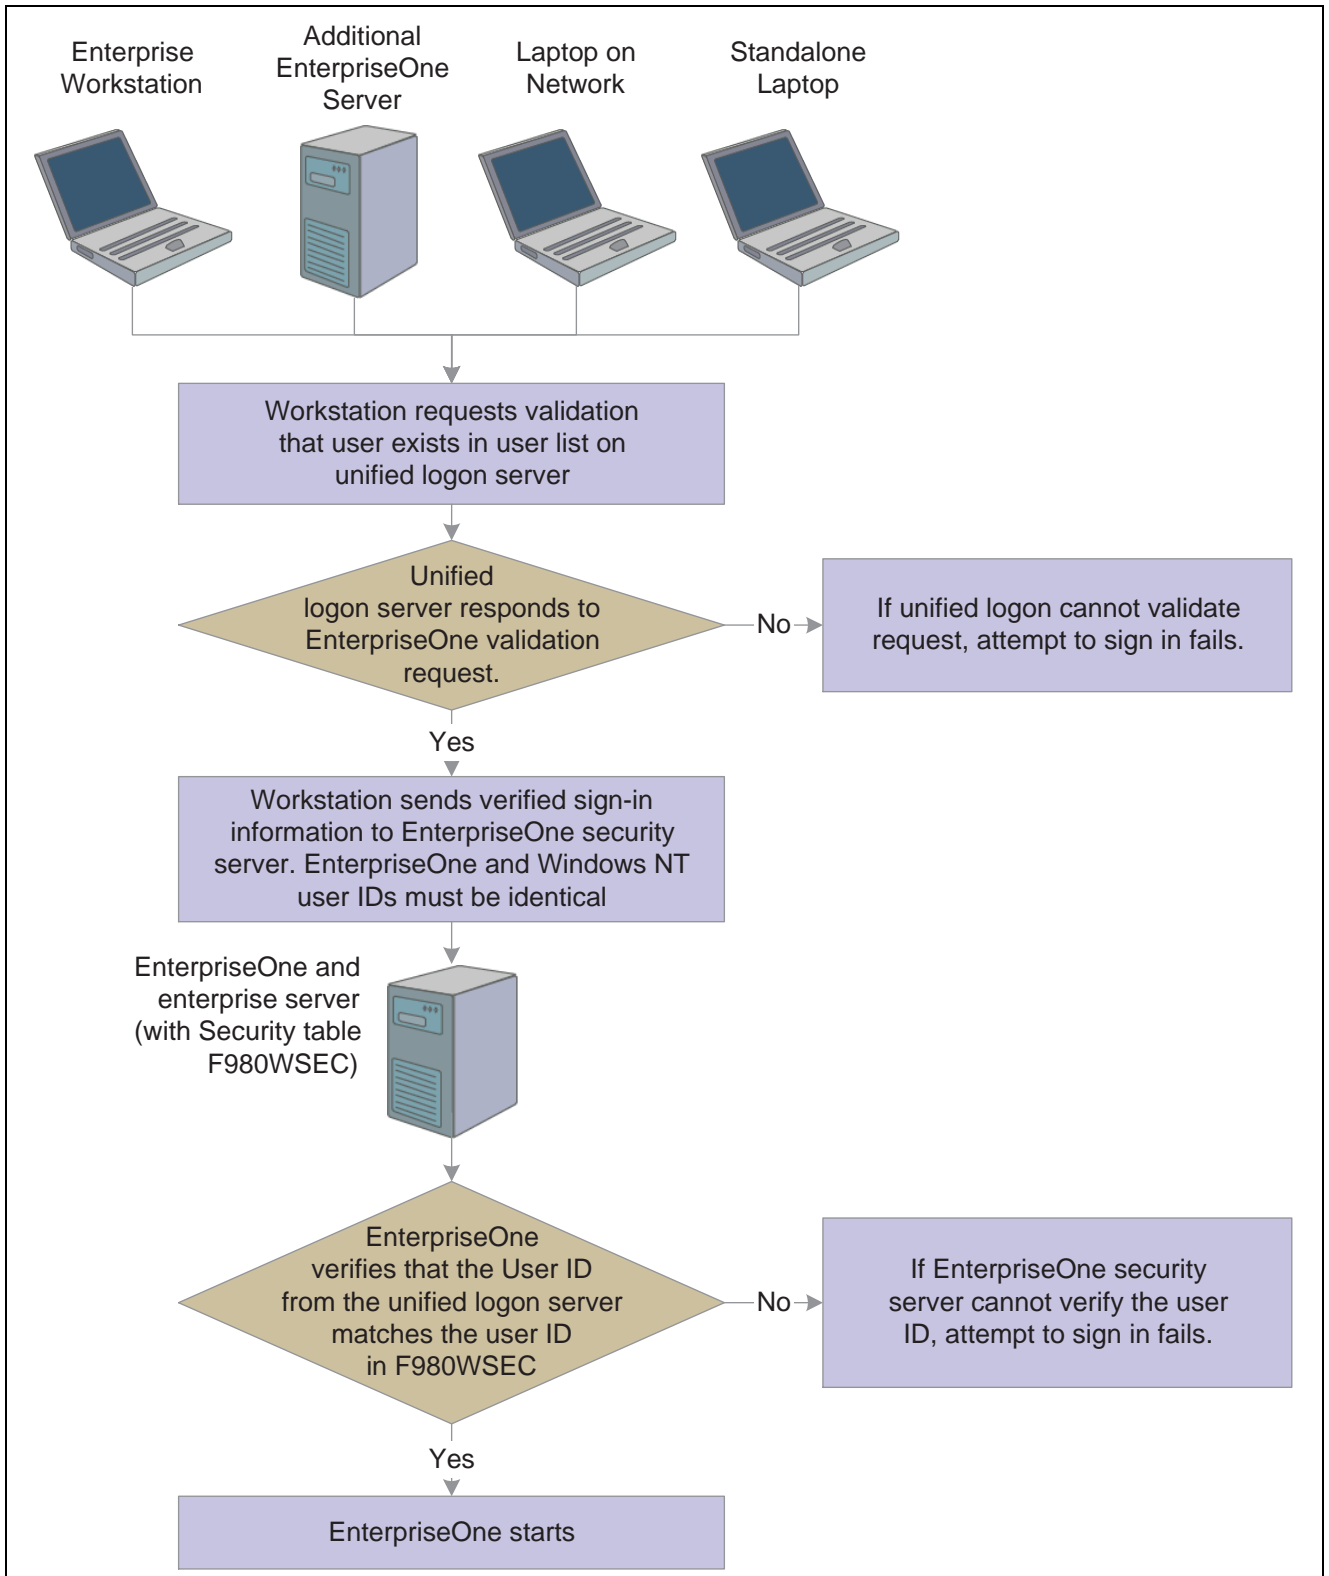 Enterprise
Workstation
Additional
EnterpriseOne
Server
Laptop on
Network
Standalone
Laptop
Workstation requests validation
that user exists in user list on
unified logon server
Unified
logon server responds to
EnterpriseOne validation
request.
No
If unified logon cannot validate
request, attempt to sign in fails.
Yes
Workstation sends verified sign-in
information to EnterpriseOne security
server. EnterpriseOne and Windows NT
user IDs must be identical
EnterpriseOne and
enterprise server
(with Security table
F980WSEC)
EnterpriseOne
verifies that the User ID
from the unified logon server
matches the user ID
in F980WSEC
No
If EnterpriseOne security
server cannot verify the user
ID, attempt to sign in fails.
Yes
EnterpriseOne starts